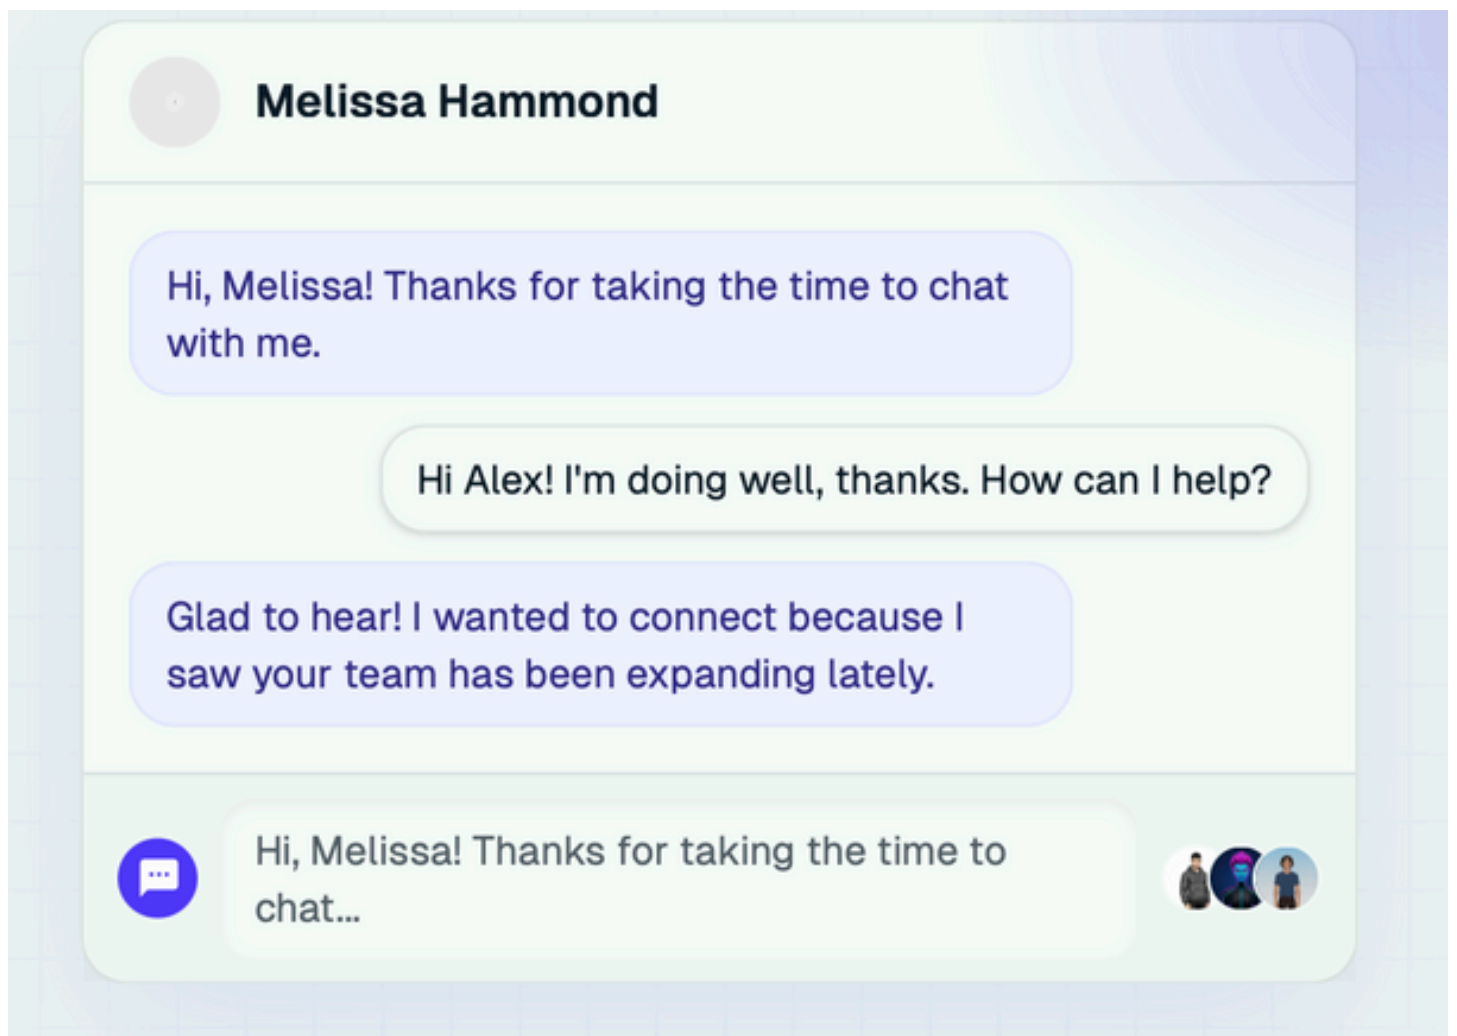 Melissa Hammond
Hi, Melissa! Thanks for taking the time to chat
with me.
Hi Alex! I'm doing well, thanks. How can I help?
Glad to hear! I wanted to connect because I
saw your team has been expanding lately.
Hi, Melissa! Thanks for taking the time to
chat...